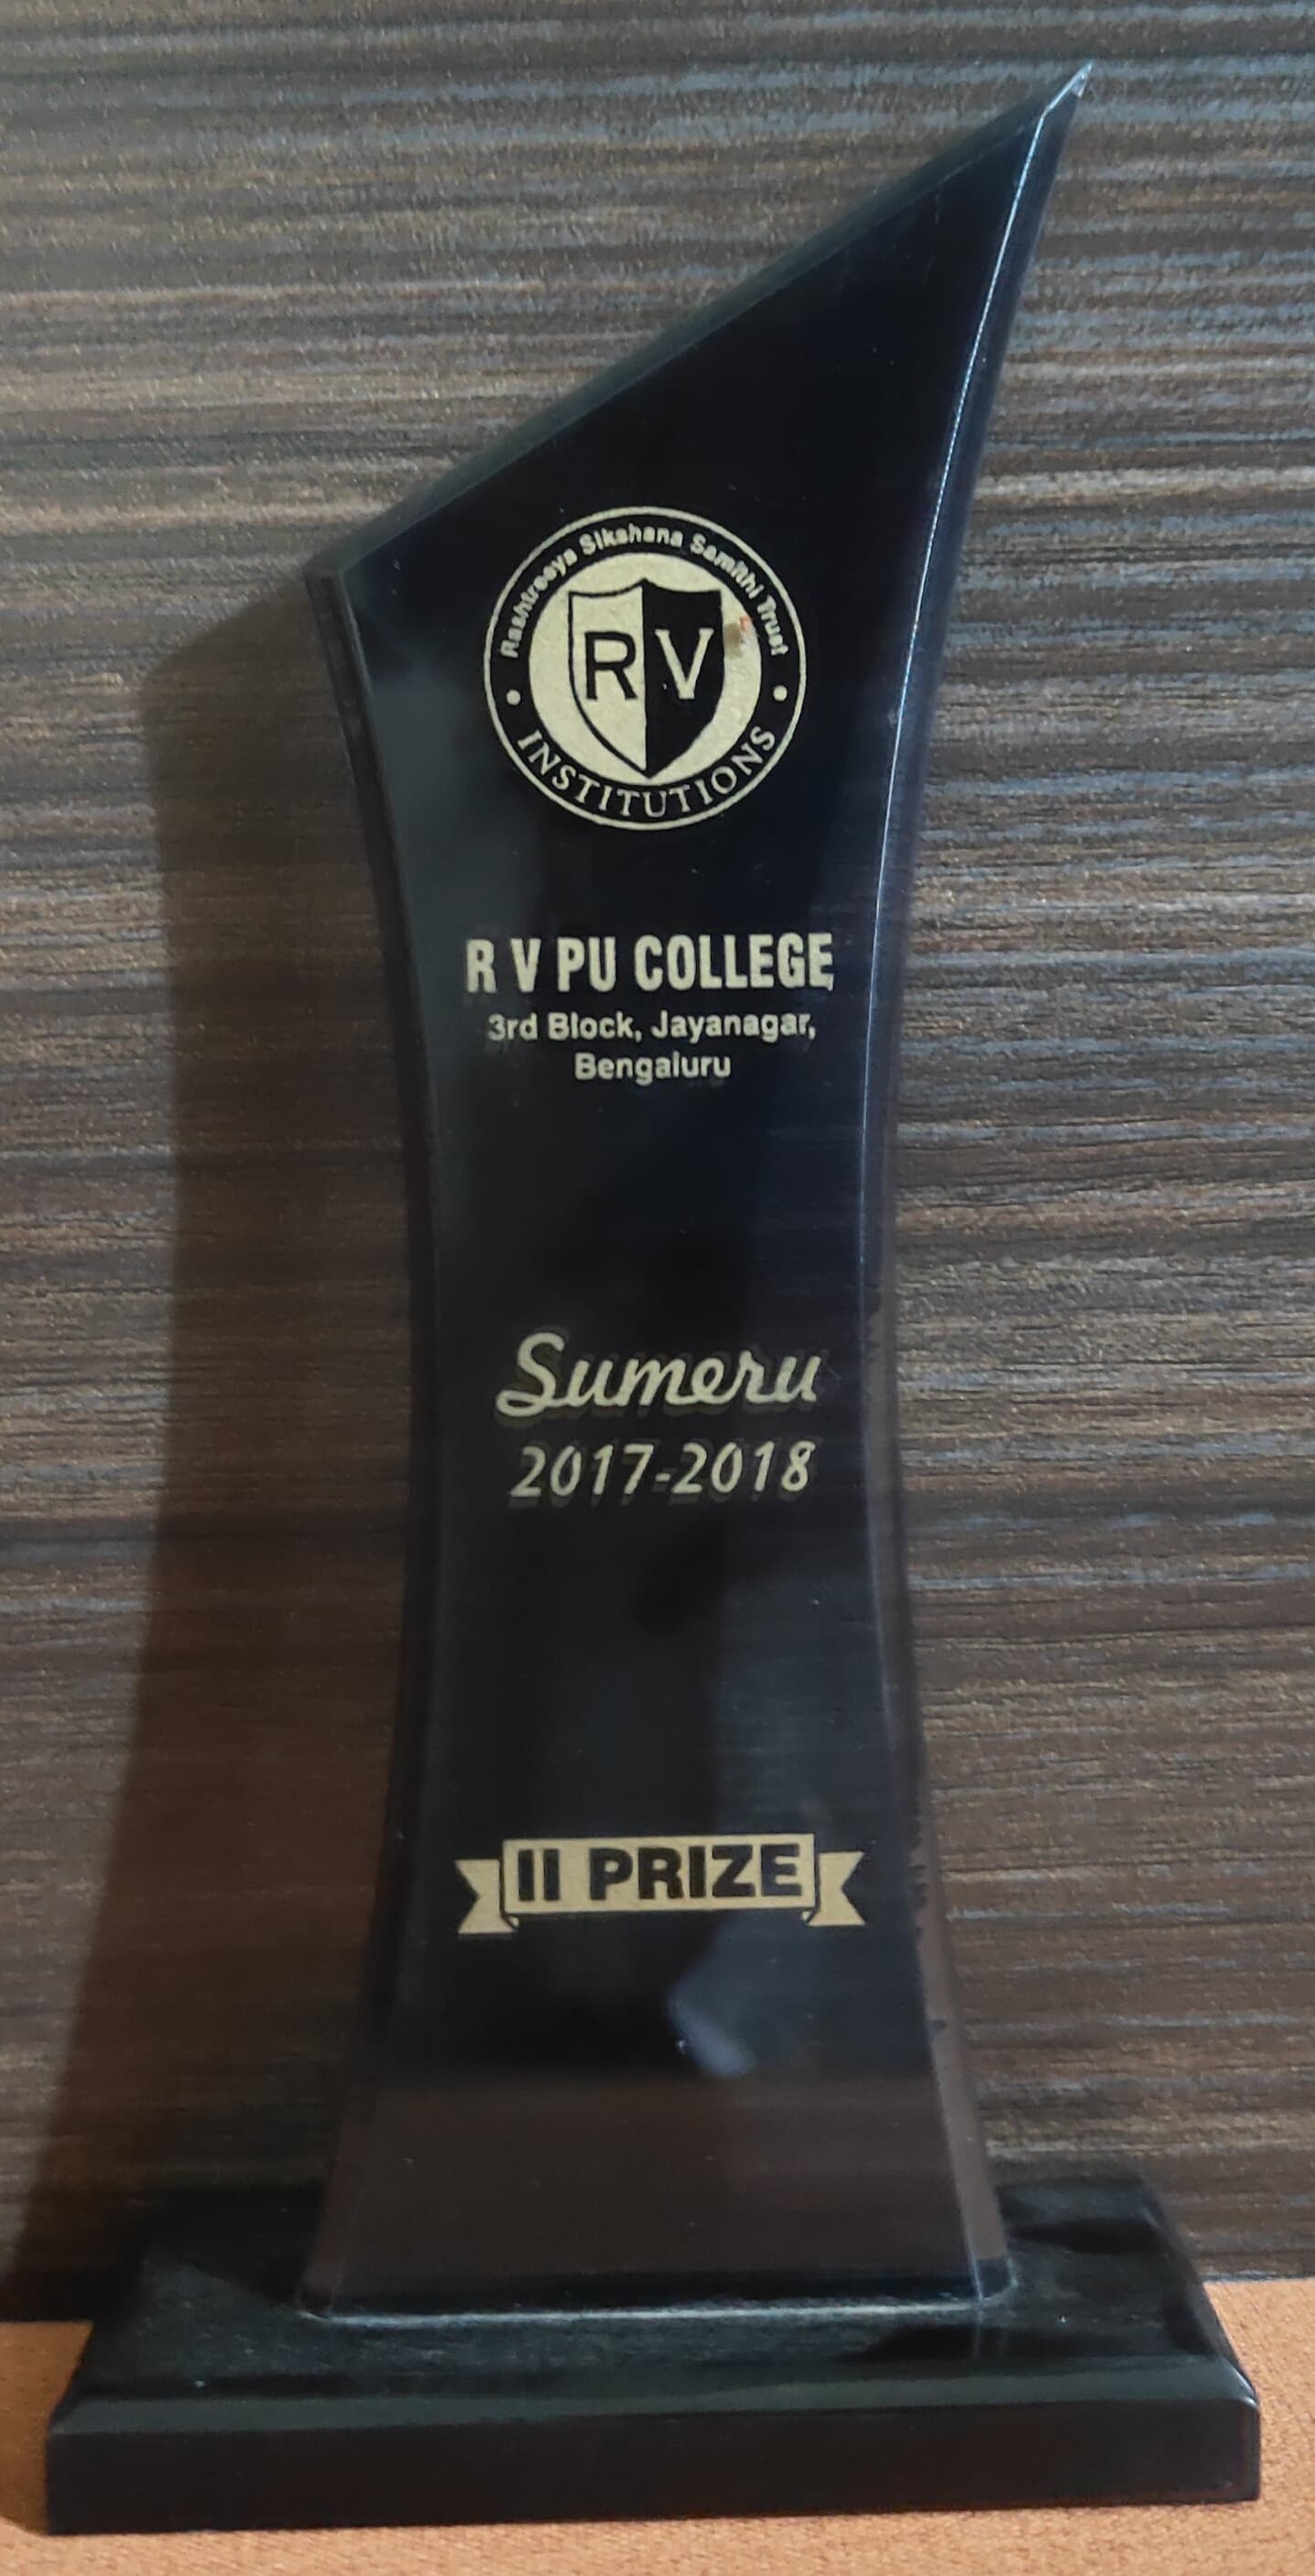 Rashtreeya Sikshana Samithi Trust
RV
INSTITUTIONS
R V PU COLLEGE
3rd Block, Jayanagar,
Bengaluru
Sumeru
2017-2018
II PRIZE